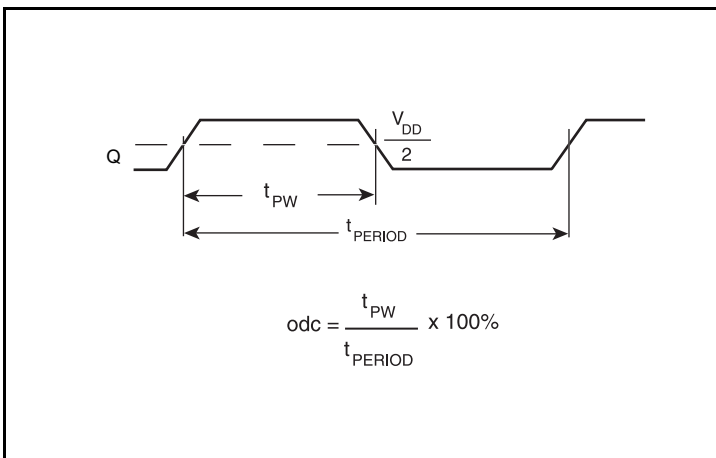 Q
V_DD
2
t_PW
t_PERIOD
odc = t_PW / t_PERIOD x 100%